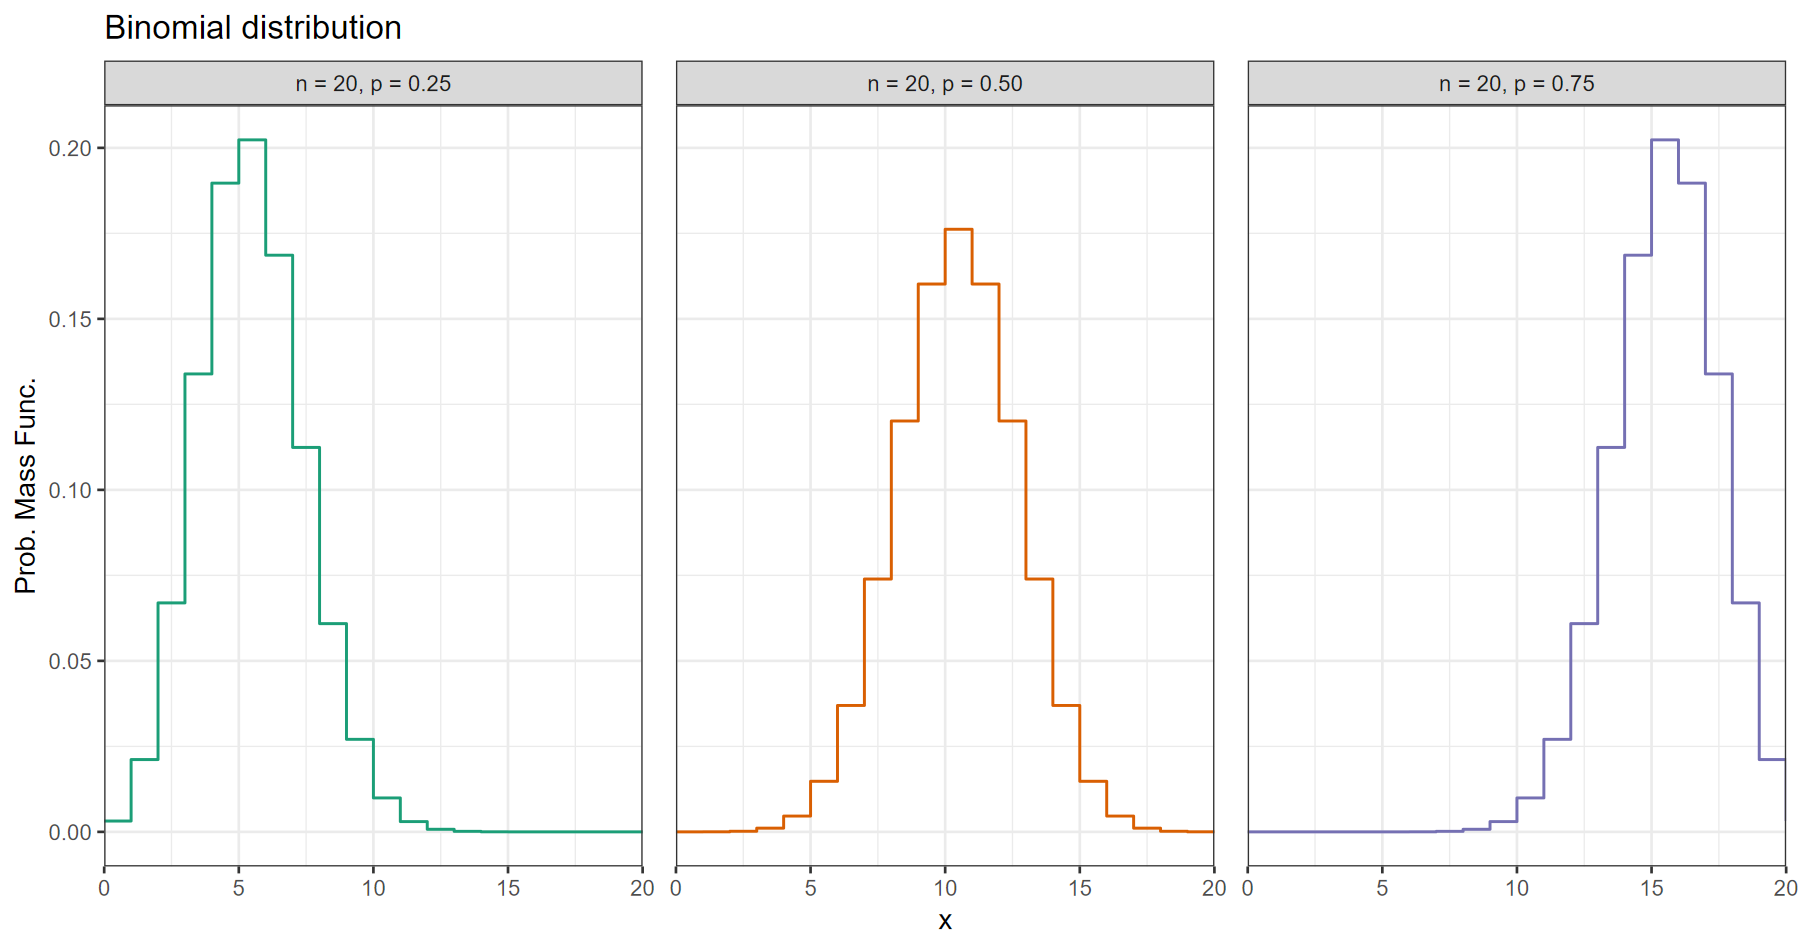 Binomial distribution
n = 20, p = 0.25
n = 20, p = 0.50
n = 20, p = 0.75
Prob. Mass Func.
0.20
0.15
0.10
0.05
0.00
0 5 10 15 20
0 5 10 15 20
0 5 10 15 20
x